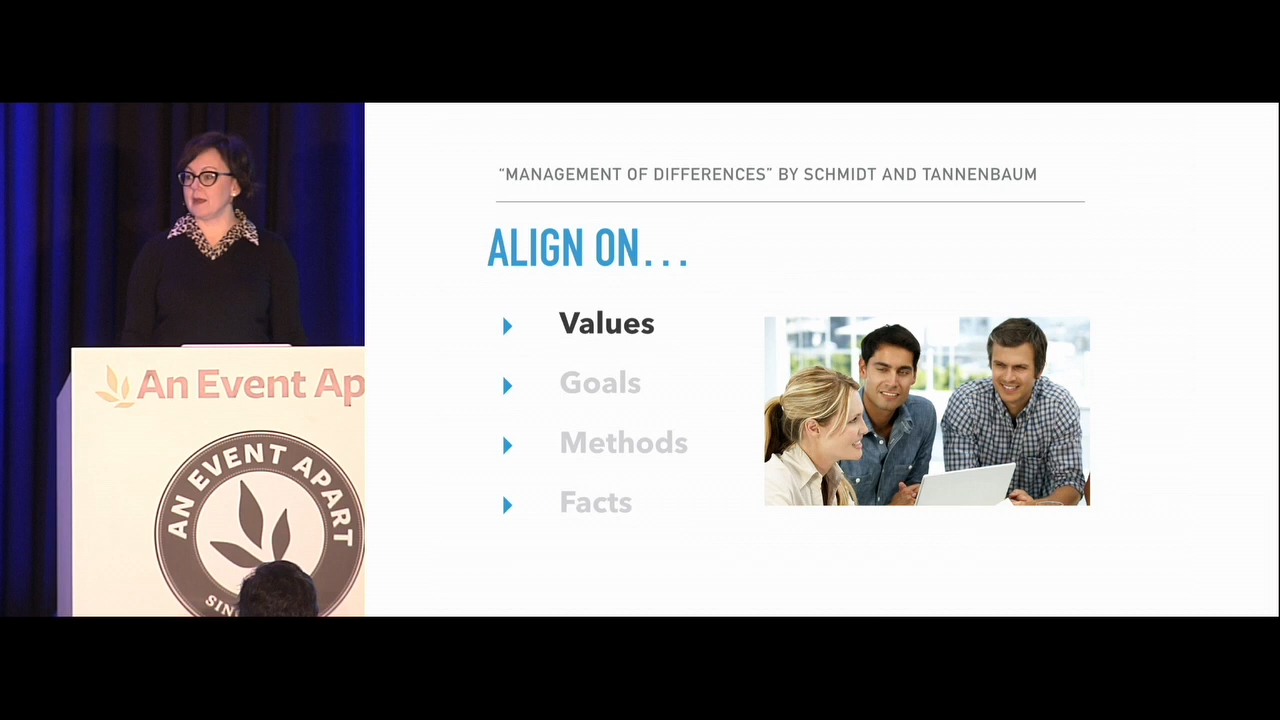 “MANAGEMENT OF DIFFERENCES” BY SCHMIDT AND TANNENBAUM
ALIGN ON...
Values
Goals
Methods
Facts
An Event Ap
AN EVENT APART